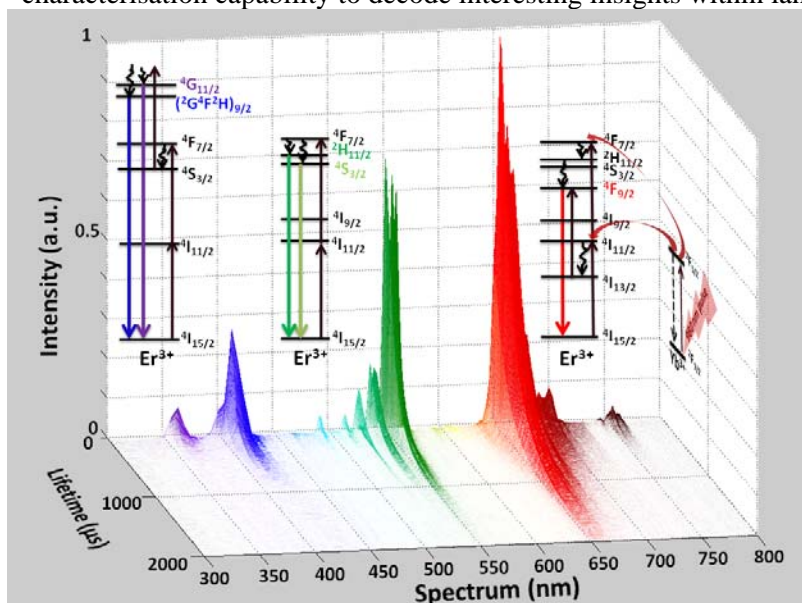 characterisation capability to decode interesting insights within
1
0.5
0
Intensity (a.u.)
⁴G₁₁/₂
(²G⁴F²H)₉/₂
⁴F₇/₂
⁴S₃/₂
⁴I₁₁/₂
⁴I₁₅/₂
Er³⁺
⁴F₇/₂
²H₁₁/₂
⁴S₃/₂
⁴I₉/₂
⁴I₁₁/₂
⁴I₁₅/₂
Er³⁺
⁴F₇/₂
²H₁₁/₂
⁴S₃/₂
⁴F₉/₂
⁴I₉/₂
⁴I₁₁/₂
⁴I₁₃/₂
⁴I₁₅/₂
Er³⁺
Lifetime (μs)
1000
2000
300 350 400 450 500 550 600 650 700 750 800
Spectrum (nm)